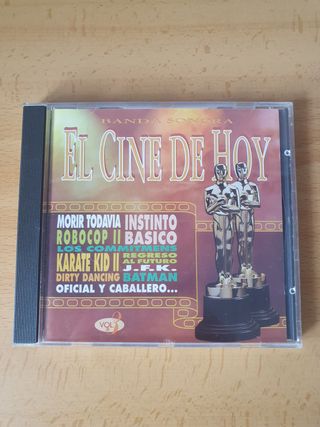 BANDA SONORA
EL CINE DE HOY
MORIR TODAVIA
INSTINTO
BASICO
ROBOCOP II
LOS COMMITMENS
KARATE KID II
REGRESO
AL FUTURO
J.F.K.
DIRTY DANCING
BATMAN
OFICIAL Y CABALLERO...
VOL.